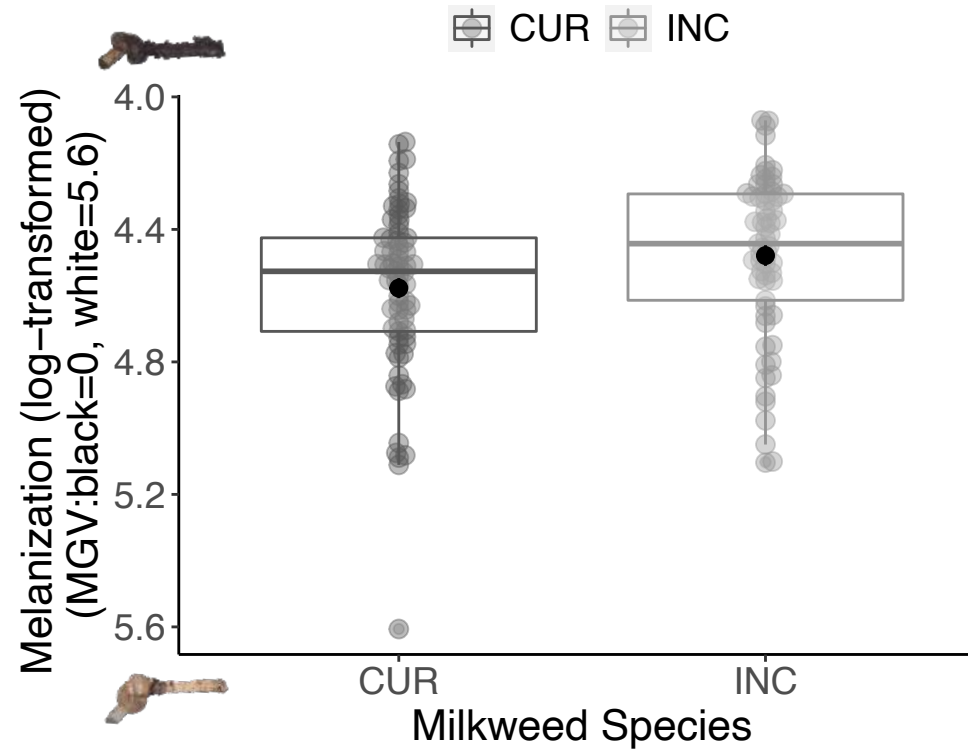 CUR INC
Melanization (log−transformed)
(MGV:black=0, white=5.6)
4.0
4.4
4.8
5.2
5.6
CUR INC
Milkweed Species